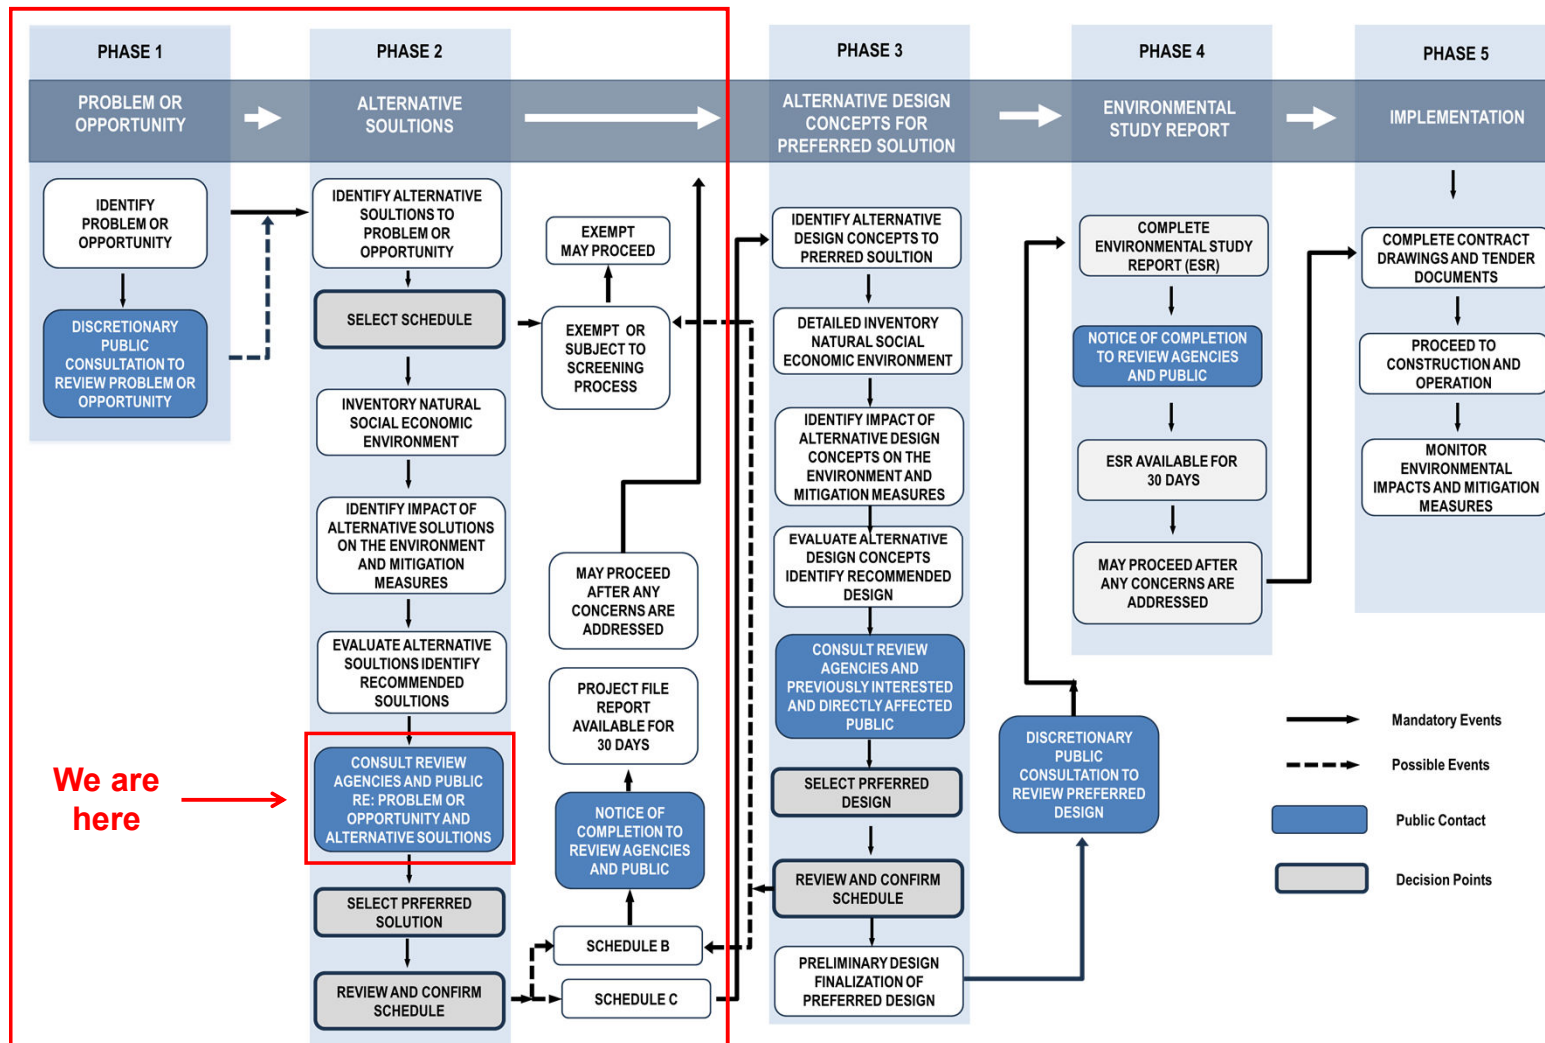 PHASE 1
PROBLEM OR
OPPORTUNITY
IDENTIFY
PROBLEM OR
OPPORTUNITY
DISCRETIONARY
PUBLIC
CONSULTATION TO
REVIEW PROBLEM OR
OPPORTUNITY
We are
here
PHASE 2
ALTERNATIVE
SOULTIONS
IDENTIFY ALTERNATIVE
SOULTIONS TO
PROBLEM OR
OPPORTUNITY
SELECT SCHEDULE
INVENTORY NATURAL
SOCIAL ECONOMIC
ENVIRONMENT
IDENTIFY IMPACT OF
ALTERNATIVE SOLUTIONS
ON THE ENVIRONMENT
AND MITIGATION
MEASURES
EVALUATE ALTERNATIVE
SOULTIONS IDENTIFY
RECOMMENDED
SOULTIONS
CONSULT REVIEW
AGENCIES AND PUBLIC
RE: PROBLEM OR
OPPORTUNITY AND
ALTERNATIVE SOULTIONS
SELECT PRFERRED
SOLUTION
REVIEW AND CONFIRM
SCHEDULE
EXEMPT
MAY PROCEED
EXEMPT OR
SUBJECT TO
SCREENING
PROCESS
MAY PROCEED
AFTER ANY
CONCERNS ARE
ADDRESSED
PROJECT FILE
REPORT
AVAILABLE FOR
30 DAYS
NOTICE OF
COMPLETION TO
REVIEW AGENCIES
AND PUBLIC
SCHEDULE B
SCHEDULE C
PHASE 3
ALTERNATIVE DESIGN
CONCEPTS FOR
PREFERRED SOLUTION
IDENTIFY ALTERNATIVE
DESIGN CONCEPTS TO
PRERRED SOULTION
DETAILED INVENTORY
NATURAL SOCIAL
ECONOMIC ENVIRONMENT
IDENTIFY IMPACT OF
ALTERNATIVE DESIGN
CONCEPTS ON THE
ENVIRONMENT AND
MITIGATION MEASURES
EVALUATE ALTERNATIVE
DESIGN CONCEPTS
IDENTIFY RECOMMENDED
DESIGN
CONSULT REVIEW
AGENCIES AND
PREVIOUSLY INTERESTED
AND DIRECTLY AFFECTED
PUBLIC
SELECT PRFERRED
DESIGN
REVIEW AND CONFIRM
SCHEDULE
PRELIMINARY DESIGN
FINALIZATION OF
PREFERRED DESIGN
DISCRETIONARY
PUBLIC
CONSULTATION TO
REVIEW PREFERRED
DESIGN
PHASE 4
ENVIRONMENTAL
STUDY REPORT
COMPLETE
ENVIRONMENTAL STUDY
REPORT (ESR)
NOTICE OF COMPLETION
TO REVIEW AGENCIES
AND PUBLIC
ESR AVAILABLE FOR
30 DAYS
MAY PROCEED AFTER
ANY CONCERNS ARE
ADDRESSED
PHASE 5
IMPLEMENTATION
COMPLETE CONTRACT
DRAWINGS AND TENDER
DOCUMENTS
PROCEED TO
CONSTRUCTION AND
OPERATION
MONITOR
ENVIRONMENTAL
IMPACTS AND MITIGATION
MEASURES
Mandatory Events
Possible Events
Public Contact
Decision Points